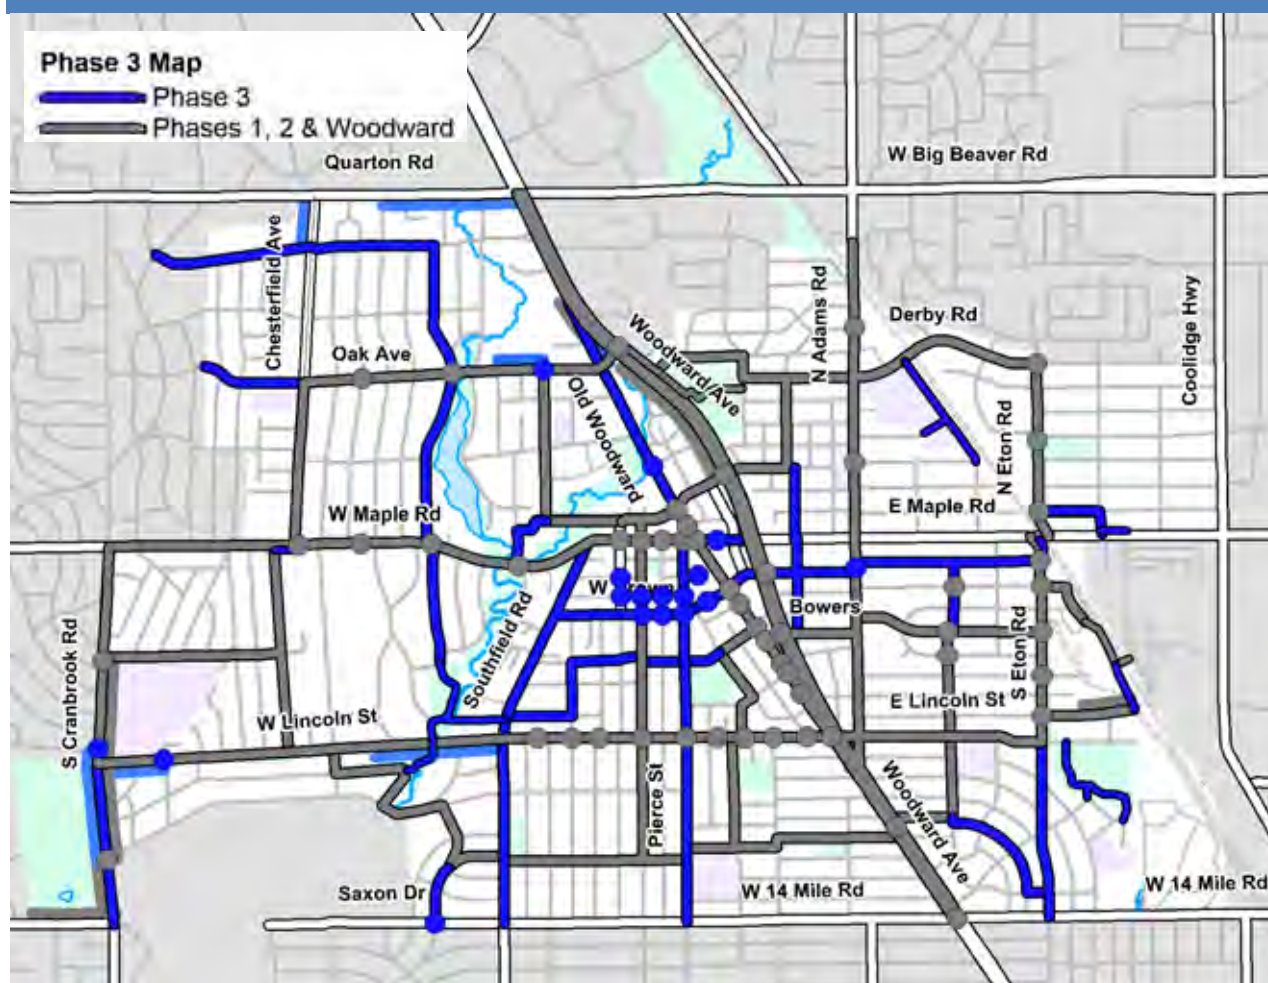 Phase 3 Map
Phase 3
Phases 1, 2 & Woodward
Quarton Rd
W Big Beaver Rd
Chesterfield Ave
N Adams Rd
Coolidge Hwy
Derby Rd
Woodward Ave
Oak Ave
Old Woodward
N Eton Rd
W Maple Rd
E Maple Rd
W
Bowers
Southfield Rd
S Eton Rd
S Cranbrook Rd
E Lincoln St
W Lincoln St
Pierce St
Woodward Ave
Saxon Dr
W 14 Mile Rd
W 14 Mile Rd